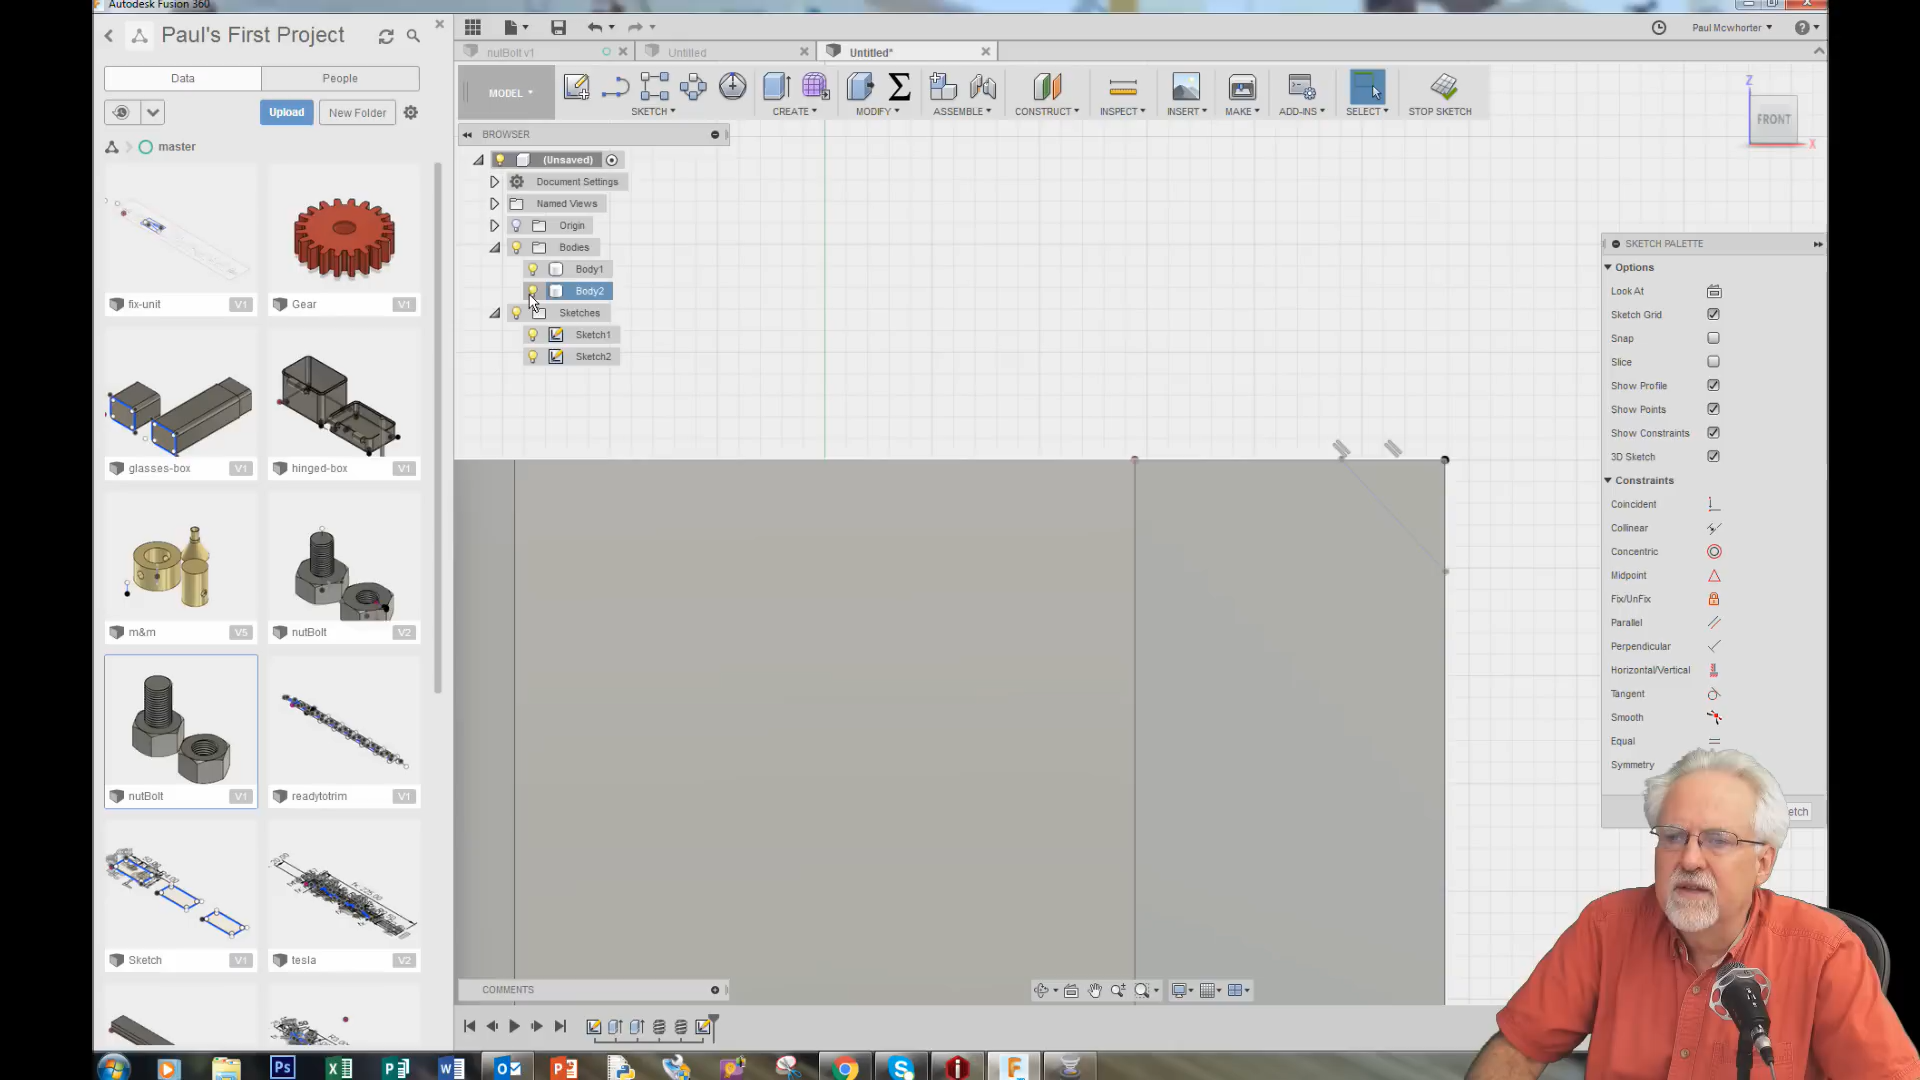 Autodesk Fusion 360
Paul's First Project
Data
People
Upload
New Folder
master
fix-unit
V1
Gear
V1
glasses-box
V1
hinged-box
V1
m&m
V5
nutBolt
V2
nutBolt
V1
readytotrim
V1
Sketch
V1
tesla
V2
nutBolt v1
Untitled
Untitled*
Paul Mcwhorter
MODEL
SKETCH
CREATE
MODIFY
ASSEMBLE
CONSTRUCT
INSPECT
INSERT
MAKE
ADD-INS
SELECT
STOP SKETCH
BROWSER
(Unsaved)
Document Settings
Named Views
Origin
Bodies
Body1
Body2
Sketches
Sketch1
Sketch2
Z
FRONT
X
SKETCH PALETTE
Options
Look At
Sketch Grid
Snap
Slice
Show Profile
Show Points
Show Constraints
3D Sketch
Constraints
Coincident
Collinear
Concentric
Midpoint
Fix/UnFix
Parallel
Perpendicular
Horizontal/Vertical
Tangent
Smooth
Equal
Symmetry
etch
COMMENTS